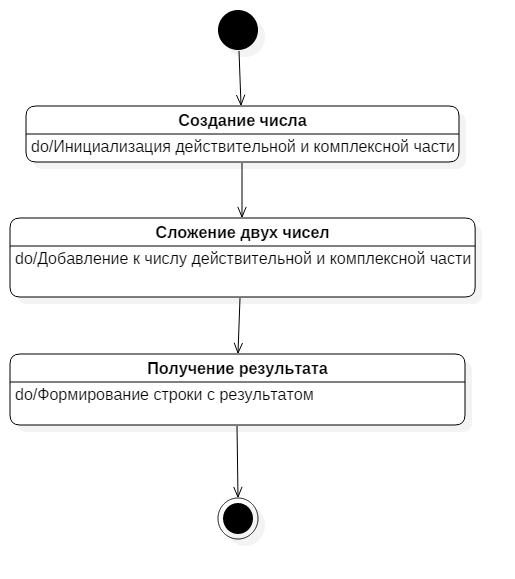 Создание числа
do/Инициализация действительной и комплексной части
Сложение двух чисел
do/Добавление к числу действительной и комплексной части
Получение результата
do/Формирование строки с результатом